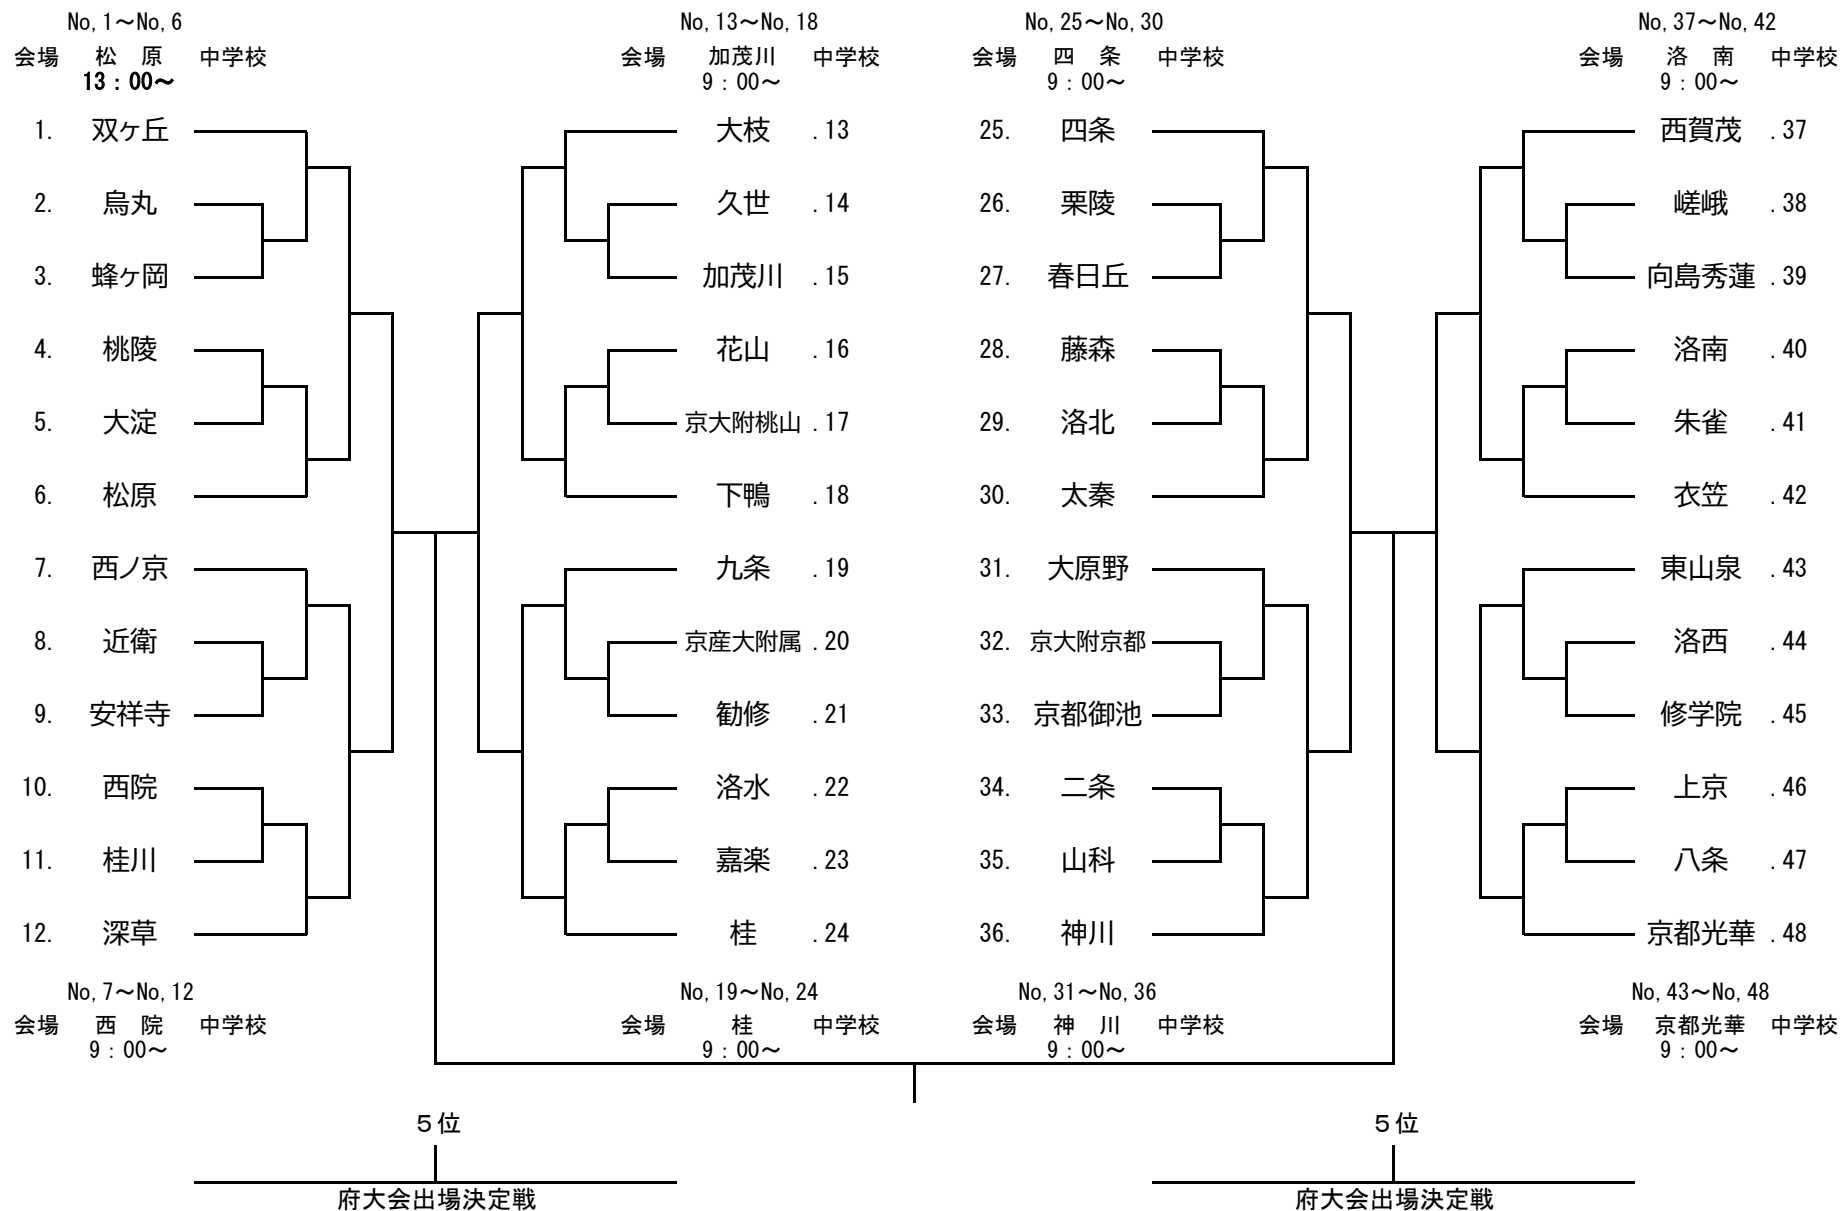 No,1～No,6
会場 松 原 中学校
13：00～
No,13～No,18
会場 加茂川 中学校
9：00～
No,25～No,30
会場 四 条 中学校
9：00～
No,37～No,42
会場 洛 南 中学校
9：00～
1. 双ヶ丘
2. 烏丸
3. 蜂ヶ岡
4. 桃陵
5. 大淀
6. 松原
7. 西ノ京
8. 近衛
9. 安祥寺
10. 西院
11. 桂川
12. 深草
大枝 .13
久世 .14
加茂川 .15
花山 .16
京大附桃山 .17
下鴨 .18
九条 .19
京産大附属 .20
勧修 .21
洛水 .22
嘉楽 .23
桂 .24
25. 四条
26. 栗陵
27. 春日丘
28. 藤森
29. 洛北
30. 太秦
31. 大原野
32. 京大附京都
33. 京都御池
34. 二条
35. 山科
36. 神川
西賀茂 .37
嵯峨 .38
向島秀蓮 .39
洛南 .40
朱雀 .41
衣笠 .42
東山泉 .43
洛西 .44
修学院 .45
上京 .46
八条 .47
京都光華 .48
No,7～No,12
会場 西 院 中学校
9：00～
No,19～No,24
会場 桂 中学校
9：00～
No,31～No,36
会場 神 川 中学校
9：00～
No,43～No,48
会場 京都光華 中学校
9：00～
５位
府大会出場決定戦
５位
府大会出場決定戦